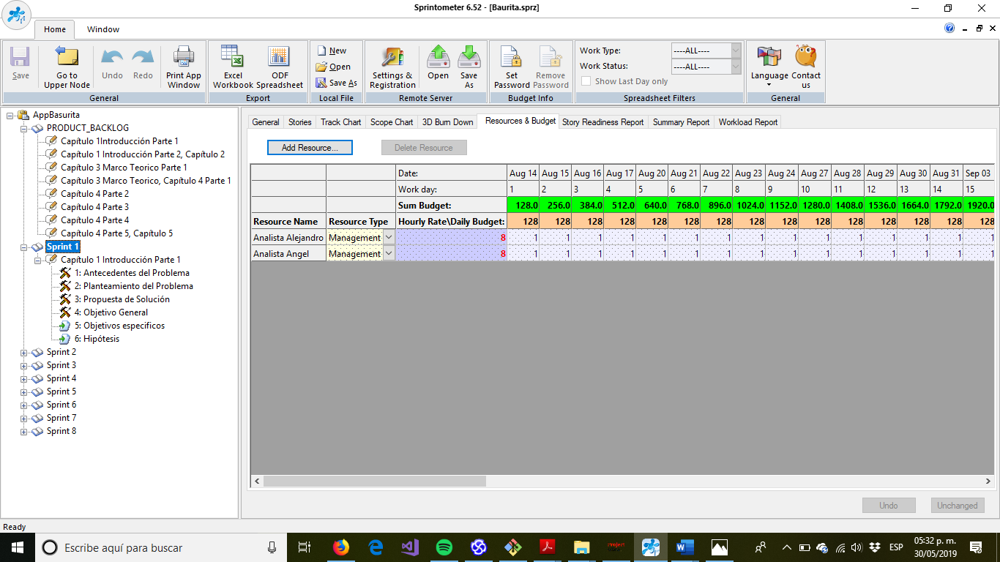 Sprintometer 6.52 - [Baurita.sprz]
Home Window
Save
Go to Upper Node
Undo
Redo
Print App Window
General
Excel Workbook
ODF Spreadsheet
Export
New
Open
Save As
Local File
Settings & Registration
Open
Save As
Remote Server
Set Password
Remove Password
Budget Info
Work Type: ----ALL----
Work Status: ----ALL----
Show Last Day only
Spreadsheet Filters
Language
Contact us
General
AppBasurita
PRODUCT_BACKLOG
Capítulo 1Introducción Parte 1
Capítulo 1 Introducción Parte 2, Capítulo 2
Capítulo 3 Marco Teorico Parte 1
Capítulo 3 Marco Teorico, Capítulo 4 Parte 1
Capítulo 4 Parte 2
Capítulo 4 Parte 3
Capítulo 4 Parte 4
Capítulo 4 Parte 5, Capítulo 5
Sprint 1
Capítulo 1 Introducción Parte 1
1: Antecedentes del Problema
2: Planteamiento del Problema
3: Propuesta de Solución
4: Objetivo General
5: Objetivos especificos
6: Hipótesis
Sprint 2
Sprint 3
Sprint 4
Sprint 5
Sprint 6
Sprint 7
Sprint 8
General Stories Track Chart Scope Chart 3D Burn Down Resources & Budget Story Readiness Report Summary Report Workload Report
Add Resource... Delete Resource
Date: Aug 14 Aug 15 Aug 16 Aug 17 Aug 20 Aug 21 Aug 22 Aug 23 Aug 24 Aug 27 Aug 28 Aug 29 Aug 30 Aug 31 Sep 03
Work day: 1 2 3 4 5 6 7 8 9 10 11 12 13 14 15
Sum Budget: 128.0 256.0 384.0 512.0 640.0 768.0 896.0 1024.0 1152.0 1280.0 1408.0 1536.0 1664.0 1792.0 1920.0
Resource Name Resource Type Hourly Rate\Daily Budget: 128 128 128 128 128 128 128 128 128 128 128 128 128 128 128
Analista Alejandro Management 8 1 1 1 1 1 1 1 1 1 1 1 1 1 1 1
Analista Angel Management 8 1 1 1 1 1 1 1 1 1 1 1 1 1 1 1
Undo Unchanged
Ready
Escribe aquí para buscar
ESP
05:32 p. m.
30/05/2019